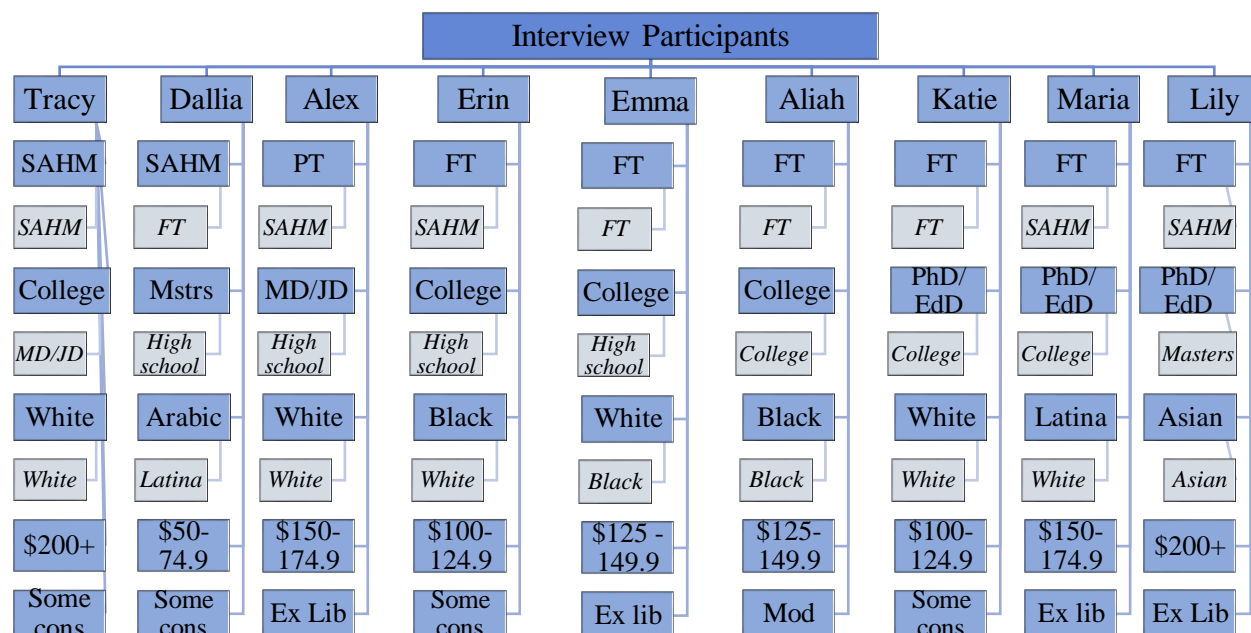 Interview Participants
Tracy Dallia Alex Erin Emma Aliah Katie Maria Lily
SAHM SAHM PT FT FT FT FT FT FT
SAHM FT SAHM SAHM FT FT FT SAHM SAHM
College Mstrs MD/JD College College College PhD/ PhD/ PhD/
EdD EdD EdD
MD/JD High High High High College College College Masters
school school school school
White Arabic White Black White Black White Latina Asian
White Latina White White Black Black White White Asian
$200+ $50- $150- $100- $125 - $125- $100- $150- $200+
74.9 174.9 124.9 149.9 149.9 124.9 174.9
Some Some Ex Lib Some Ex lib Mod Some Ex lib Ex Lib
cons cons cons cons